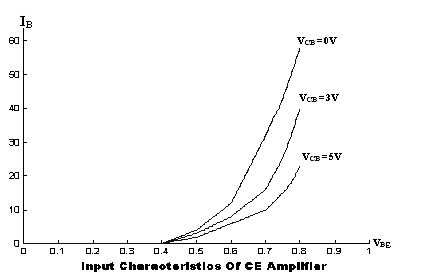 IB
60
VCB=0V
50
40
VCB=3V
30
VCB=5V
20
10
0
0 0.1 0.2 0.3 0.4 0.5 0.6 0.7 0.8 0.9 1 VBE
Input Characteristics Of CE Amplifier